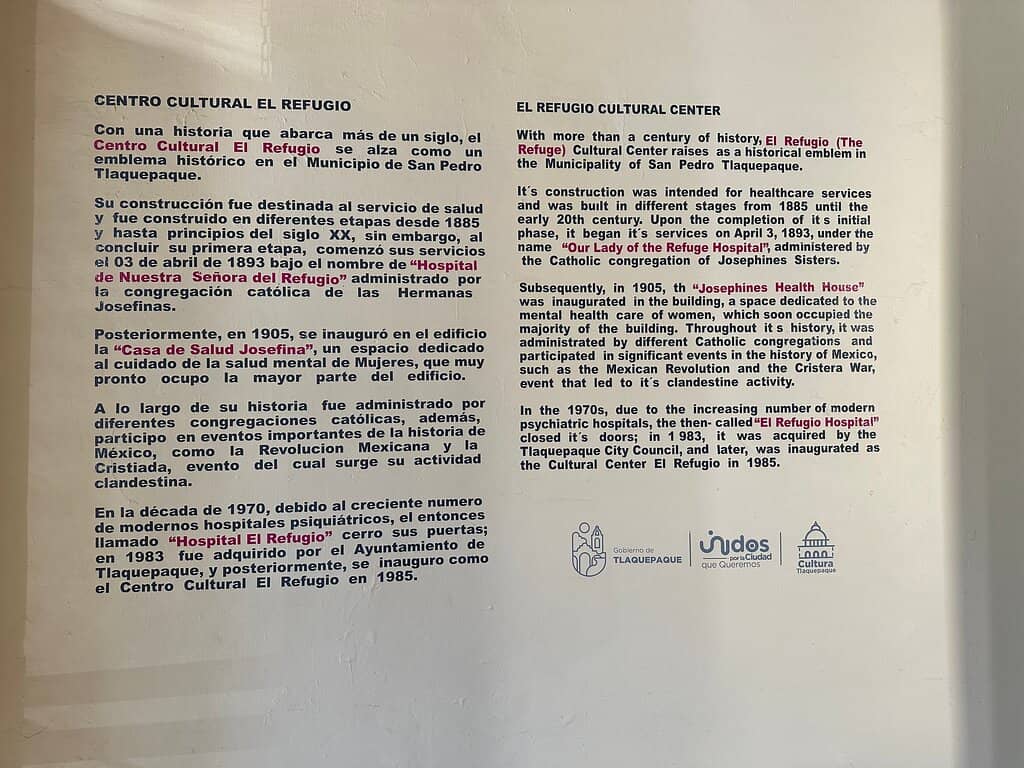 CENTRO CULTURAL EL REFUGIO
Con una historia que abarca más de un siglo, el
Centro Cultural El Refugio se alza como un
emblema histórico en el Municipio de San Pedro
Tlaquepaque.
Su construcción fue destinada al servicio de salud
y fue construido en diferentes etapas desde 1885
y hasta principios del siglo XX, sin embargo, al
concluir su primera etapa, comenzó sus servicios
el 03 de abril de 1893 bajo el nombre de “Hospital
de Nuestra Señora del Refugio” administrado por
la congregación católica de las Hermanas
Josefinas.
Posteriormente, en 1905, se inauguró en el edificio
la “Casa de Salud Josefina”, un espacio dedicado
al cuidado de la salud mental de Mujeres, que muy
pronto ocupo la mayor parte del edificio.
A lo largo de su historia fue administrado por
diferentes congregaciones católicas, además,
participo en eventos importantes de la historia de
México, como la Revolucion Mexicana y la
Cristiada, evento del cual surge su actividad
clandestina.
En la década de 1970, debido al creciente numero
de modernos hospitales psiquiátricos, el entonces
llamado “Hospital El Refugio” cerro sus puertas;
en 1983 fue adquirido por el Ayuntamiento de
Tlaquepaque, y posteriormente, se inauguro como
el Centro Cultural El Refugio en 1985.
EL REFUGIO CULTURAL CENTER
With more than a century of history, El Refugio (The
Refuge) Cultural Center raises as a historical emblem in
the Municipality of San Pedro Tlaquepaque.
It´s construction was intended for healthcare services
and was built in different stages from 1885 until the
early 20th century. Upon the completion of it s initial
phase, it began it´s services on April 3, 1893, under the
name “Our Lady of the Refuge Hospital”, administered by
the Catholic congregation of Josephines Sisters.
Subsequently, in 1905, th “Josephines Health House”
was inaugurated in the building, a space dedicated to the
mental health care of women, which soon occupied the
majority of the building. Throughout it s history, it was
administrated by different Catholic congregations and
participated in significant events in the history of Mexico,
such as the Mexican Revolution and the Cristera War,
event that led to it´s clandestine activity.
In the 1970s, due to the increasing number of modern
psychiatric hospitals, the then- called “El Refugio Hospital”
closed it´s doors; in 1 983, it was acquired by the
Tlaquepaque City Council, and later, was inaugurated as
the Cultural Center El Refugio in 1985.
Gobierno de
TLAQUEPAQUE
Unidos
por la Ciudad
que Queremos
Cultura
Tlaquepaque